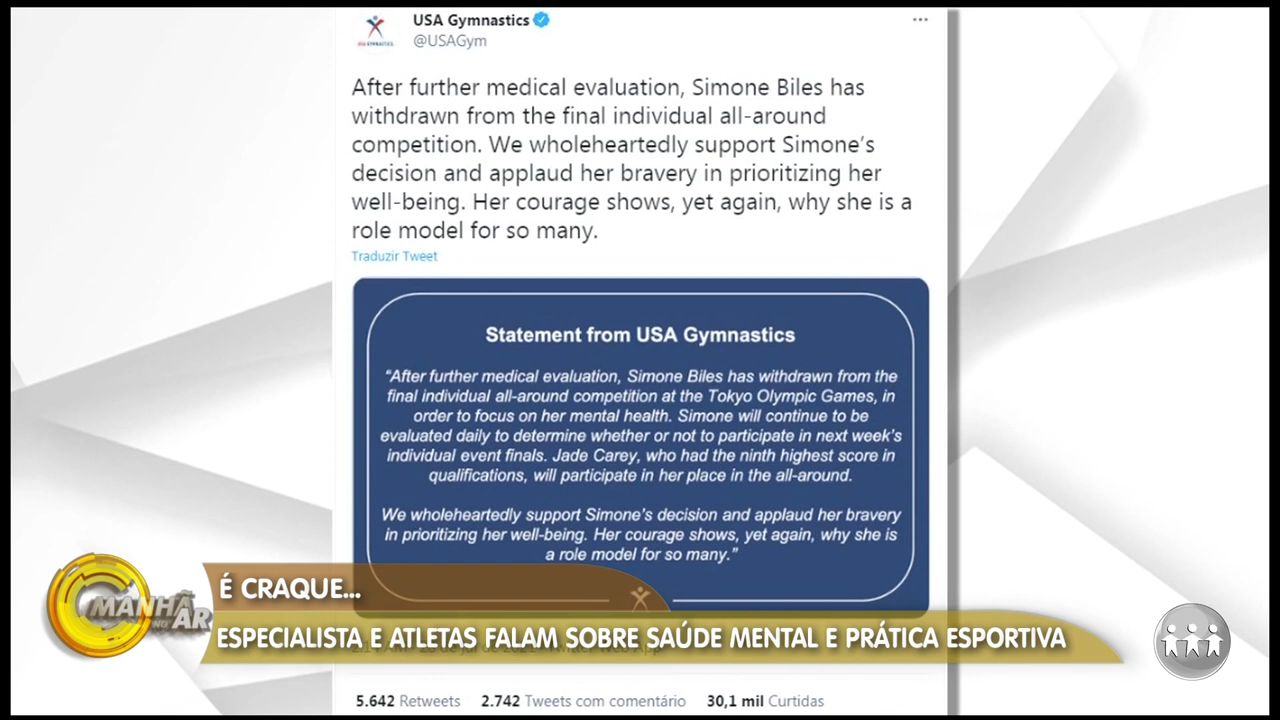 USA Gymnastics
@USAGym
After further medical evaluation, Simone Biles has
withdrawn from the final individual all-around
competition. We wholeheartedly support Simone's
decision and applaud her bravery in prioritizing her
well-being. Her courage shows, yet again, why she is a
role model for so many.
Traduzir Tweet
Statement from USA Gymnastics
“After further medical evaluation, Simone Biles has withdrawn from the
final individual all-around competition at the Tokyo Olympic Games, in
order to focus on her mental health. Simone will continue to be
evaluated daily to determine whether or not to participate in next week's
individual event finals. Jade Carey, who had the ninth highest score in
qualifications, will participate in her place in the all-around.
We wholeheartedly support Simone's decision and applaud her bravery
in prioritizing her well-being. Her courage shows, yet again, why she is
a role model for so many.”
MANHÃ
NO AR
É CRAQUE...
ESPECIALISTA E ATLETAS FALAM SOBRE SAÚDE MENTAL E PRÁTICA ESPORTIVA
5.642 Retweets 2.742 Tweets com comentário 30,1 mil Curtidas